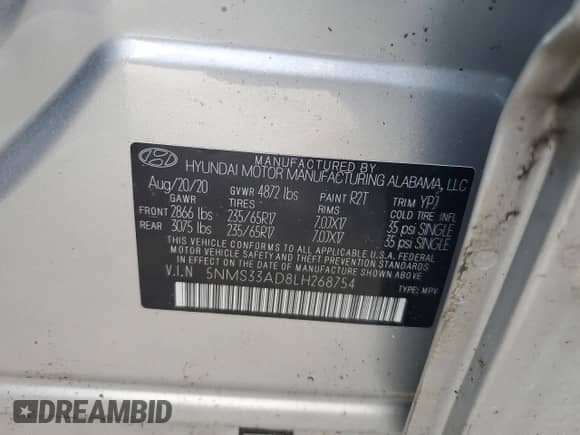 MANUFACTURED BY
HYUNDAI MOTOR MANUFACTURING ALABAMA, LLC
Aug/20/20 GVWR 4872 lbs PAINT R2T TRIM YPJ
GAWR TIRES RIMS COLD TIRE INFL
FRONT 2866 lbs 235/65R17 7.0JX17 35 psi SINGLE
REAR 3075 lbs 235/65R17 7.0JX17 35 psi SINGLE
THIS VEHICLE CONFORMS TO ALL APPLICABLE U.S.A. FEDERAL
MOTOR VEHICLE SAFETY AND THEFT PREVENTION STANDARDS
IN EFFECT ON THE DATE OF MANUFACTURE SHOWN ABOVE
V.I.N 5NMS33AD8LH268754 TYPE: MPV
DREAMBID